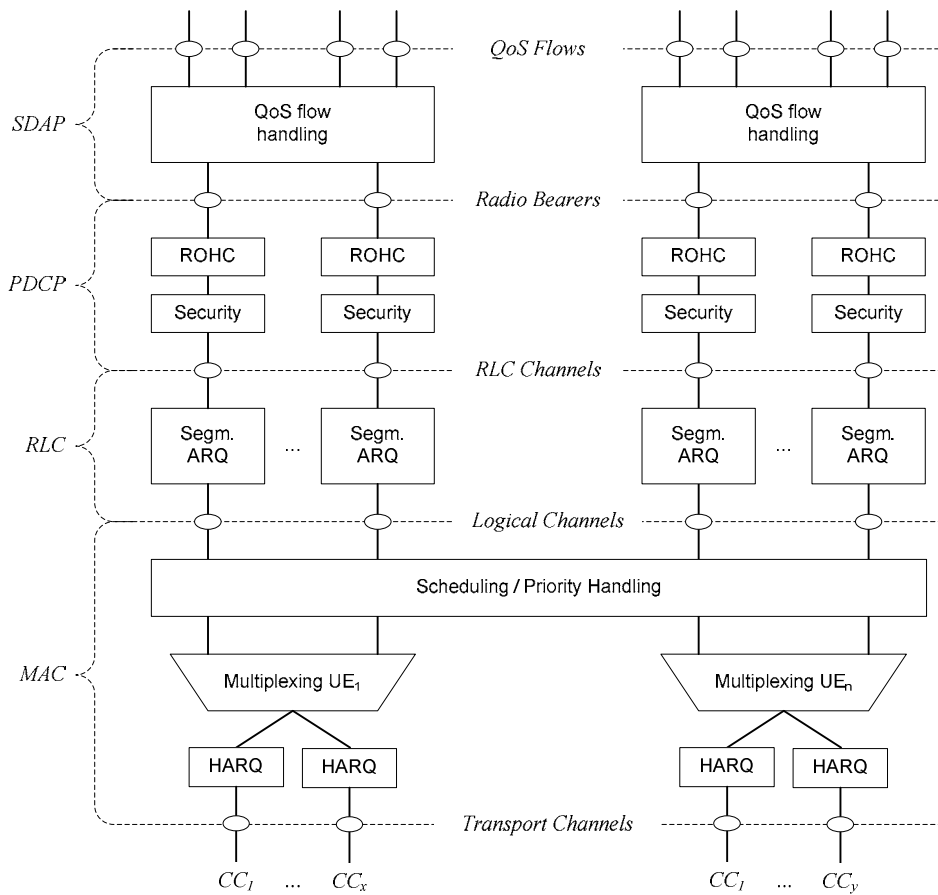 QoS Flows
QoS flow
handling
QoS flow
handling
SDAP
Radio Bearers
ROHC
ROHC
ROHC
ROHC
PDCP
Security
Security
Security
Security
RLC Channels
Segm.
ARQ
...
Segm.
ARQ
Segm.
ARQ
...
Segm.
ARQ
RLC
Logical Channels
Scheduling / Priority Handling
MAC
Multiplexing UE₁
Multiplexing UEₙ
HARQ
HARQ
HARQ
HARQ
Transport Channels
CC₁ ... CCₓ
CC₁ ... CCy